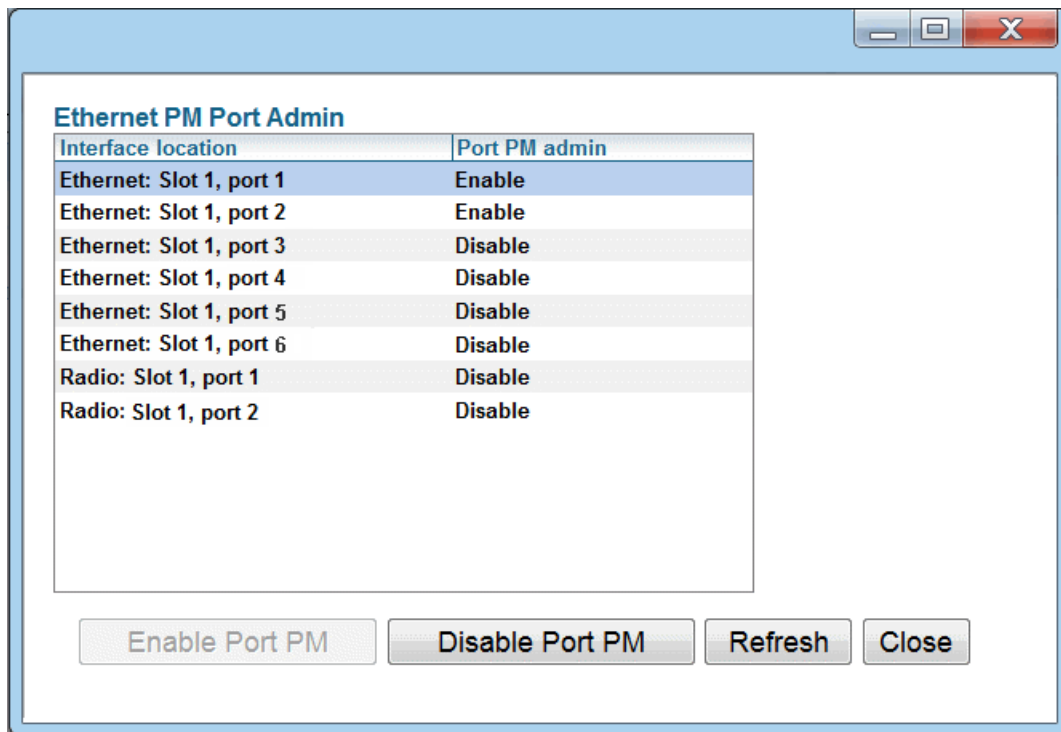 Ethernet PM Port Admin
Interface location Port PM admin
Ethernet: Slot 1, port 1 Enable
Ethernet: Slot 1, port 2 Enable
Ethernet: Slot 1, port 3 Disable
Ethernet: Slot 1, port 4 Disable
Ethernet: Slot 1, port 5 Disable
Ethernet: Slot 1, port 6 Disable
Radio: Slot 1, port 1 Disable
Radio: Slot 1, port 2 Disable
Enable Port PM Disable Port PM Refresh Close